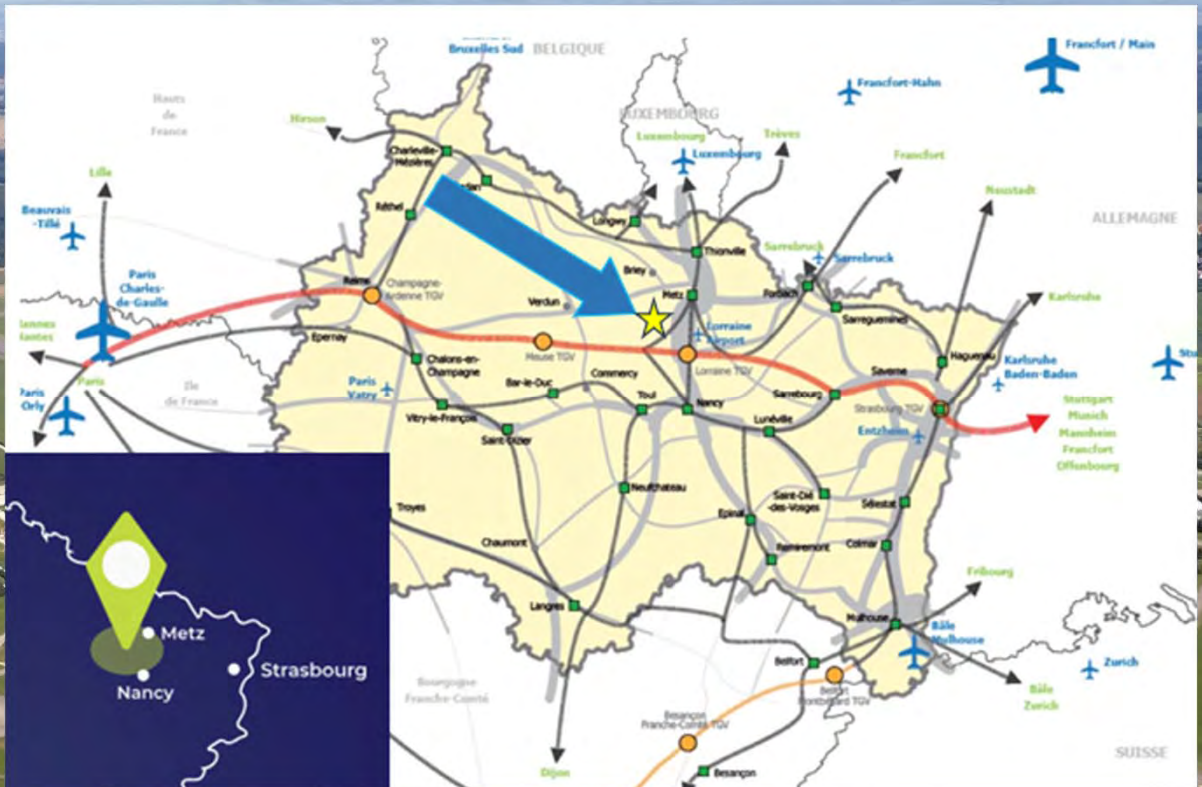 Bruxelles Sud
BELGIQUE
Francfort / Main
Francfort-Hahn
Hauts
de
France
Hirson
LUXEMBOURG
Luxembourg
Luxembourg
Trèves
Francfort
Charleville-
Mézières
Lille
Réthel
Longwy
Neustadt
ALLEMAGNE
Beauvais
-Tillé
Thionville
Sarrebruck
Sarrebruck
Paris
Charles-
de-Gaulle
Reims
Champagne-
Ardenne TGV
Briey
Metz
Forbach
Verdun
Karlsruhe
Sarreguemines
Lorraine
Airport
Epernay
Meuse TGV
Lorraine TGV
Haguenau
Chalons-en-
Champagne
Karlsruhe
Baden-Baden
Paris
Ile
de France
Paris
Vatry
Bar-le-Duc
Commercy
Saverne
Sarrebourg
Toul
Nancy
Strasbourg TGV
Stuttgart
Munich
Mannheim
Francfort
Offenbourg
Vitry-le-François
Lunéville
Entzheim
Saint-Dizier
Neufchateau
Saint-Dié
-des-Vosges
Sélestat
Troyes
Epinal
Chaumont
Remiremont
Colmar
Fribourg
Langres
Mulhouse
Bâle
Mulhouse
Metz
Strasbourg
Nancy
Belfort
Zurich
Bourgogne
Franche-Comté
Belfort
Montbéliard TGV
Bâle
Zurich
Besançon
Franche-Comté TGV
SUISSE
Dijon
Besançon